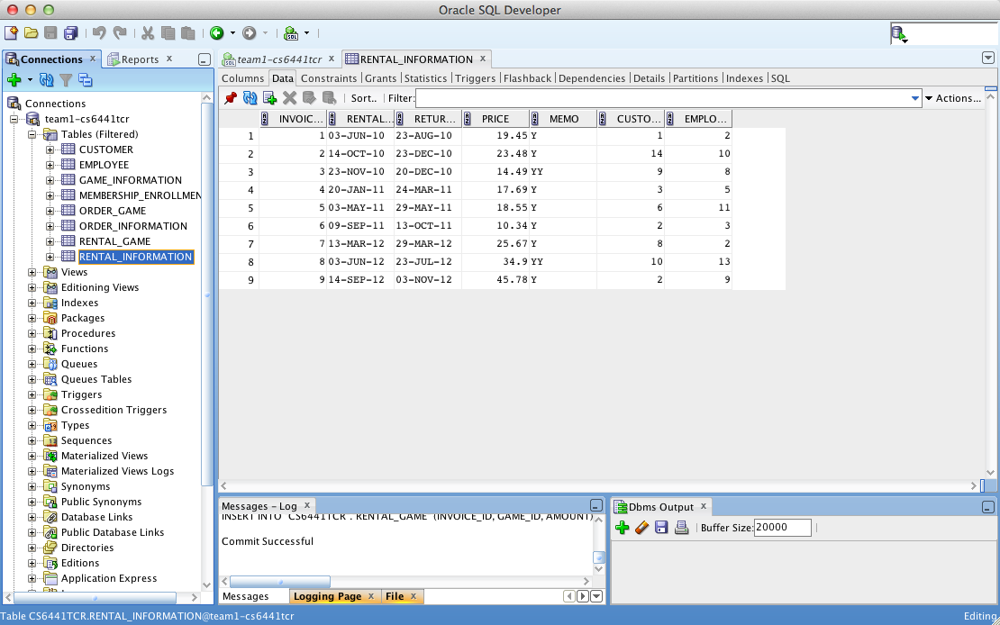 Oracle SQL Developer
Connections x Reports x
team1-cs6441tcr x RENTAL_INFORMATION x
Columns Data Constraints Grants Statistics Triggers Flashback Dependencies Details Partitions Indexes SQL
Sort.. Filter: Actions...
INVOIC... RENTAL... RETUR... PRICE MEMO CUSTO... EMPLO...
1 1 03-JUN-10 23-AUG-10 19.45 Y 1 2
2 2 14-OCT-10 23-DEC-10 23.48 Y 14 10
3 3 23-NOV-10 20-DEC-10 14.49 YY 9 8
4 4 20-JAN-11 24-MAR-11 17.69 Y 3 5
5 5 03-MAY-11 29-MAY-11 18.55 Y 6 11
6 6 09-SEP-11 13-OCT-11 10.34 Y 2 3
7 7 13-MAR-12 29-MAR-12 25.67 Y 8 2
8 8 03-JUN-12 23-JUL-12 34.9 YY 10 13
9 9 14-SEP-12 03-NOV-12 45.78 Y 2 9
Connections
team1-cs6441tcr
Tables (Filtered)
CUSTOMER
EMPLOYEE
GAME_INFORMATION
MEMBERSHIP_ENROLLMEN
ORDER_GAME
ORDER_INFORMATION
RENTAL_GAME
RENTAL_INFORMATION
Views
Editioning Views
Indexes
Packages
Procedures
Functions
Queues
Queues Tables
Triggers
Crossedition Triggers
Types
Sequences
Materialized Views
Materialized Views Logs
Synonyms
Public Synonyms
Database Links
Public Database Links
Directories
Editions
Application Express
Messages - Log x
INSERT INTO "CS6441TCR"."RENTAL_GAME" (INVOICE_ID, GAME_ID, AMOUNT)
Commit Successful
Messages Logging Page x File x
Dbms Output x
Buffer Size: 20000
Table CS6441TCR.RENTAL_INFORMATION@team1-cs6441tcr Editing